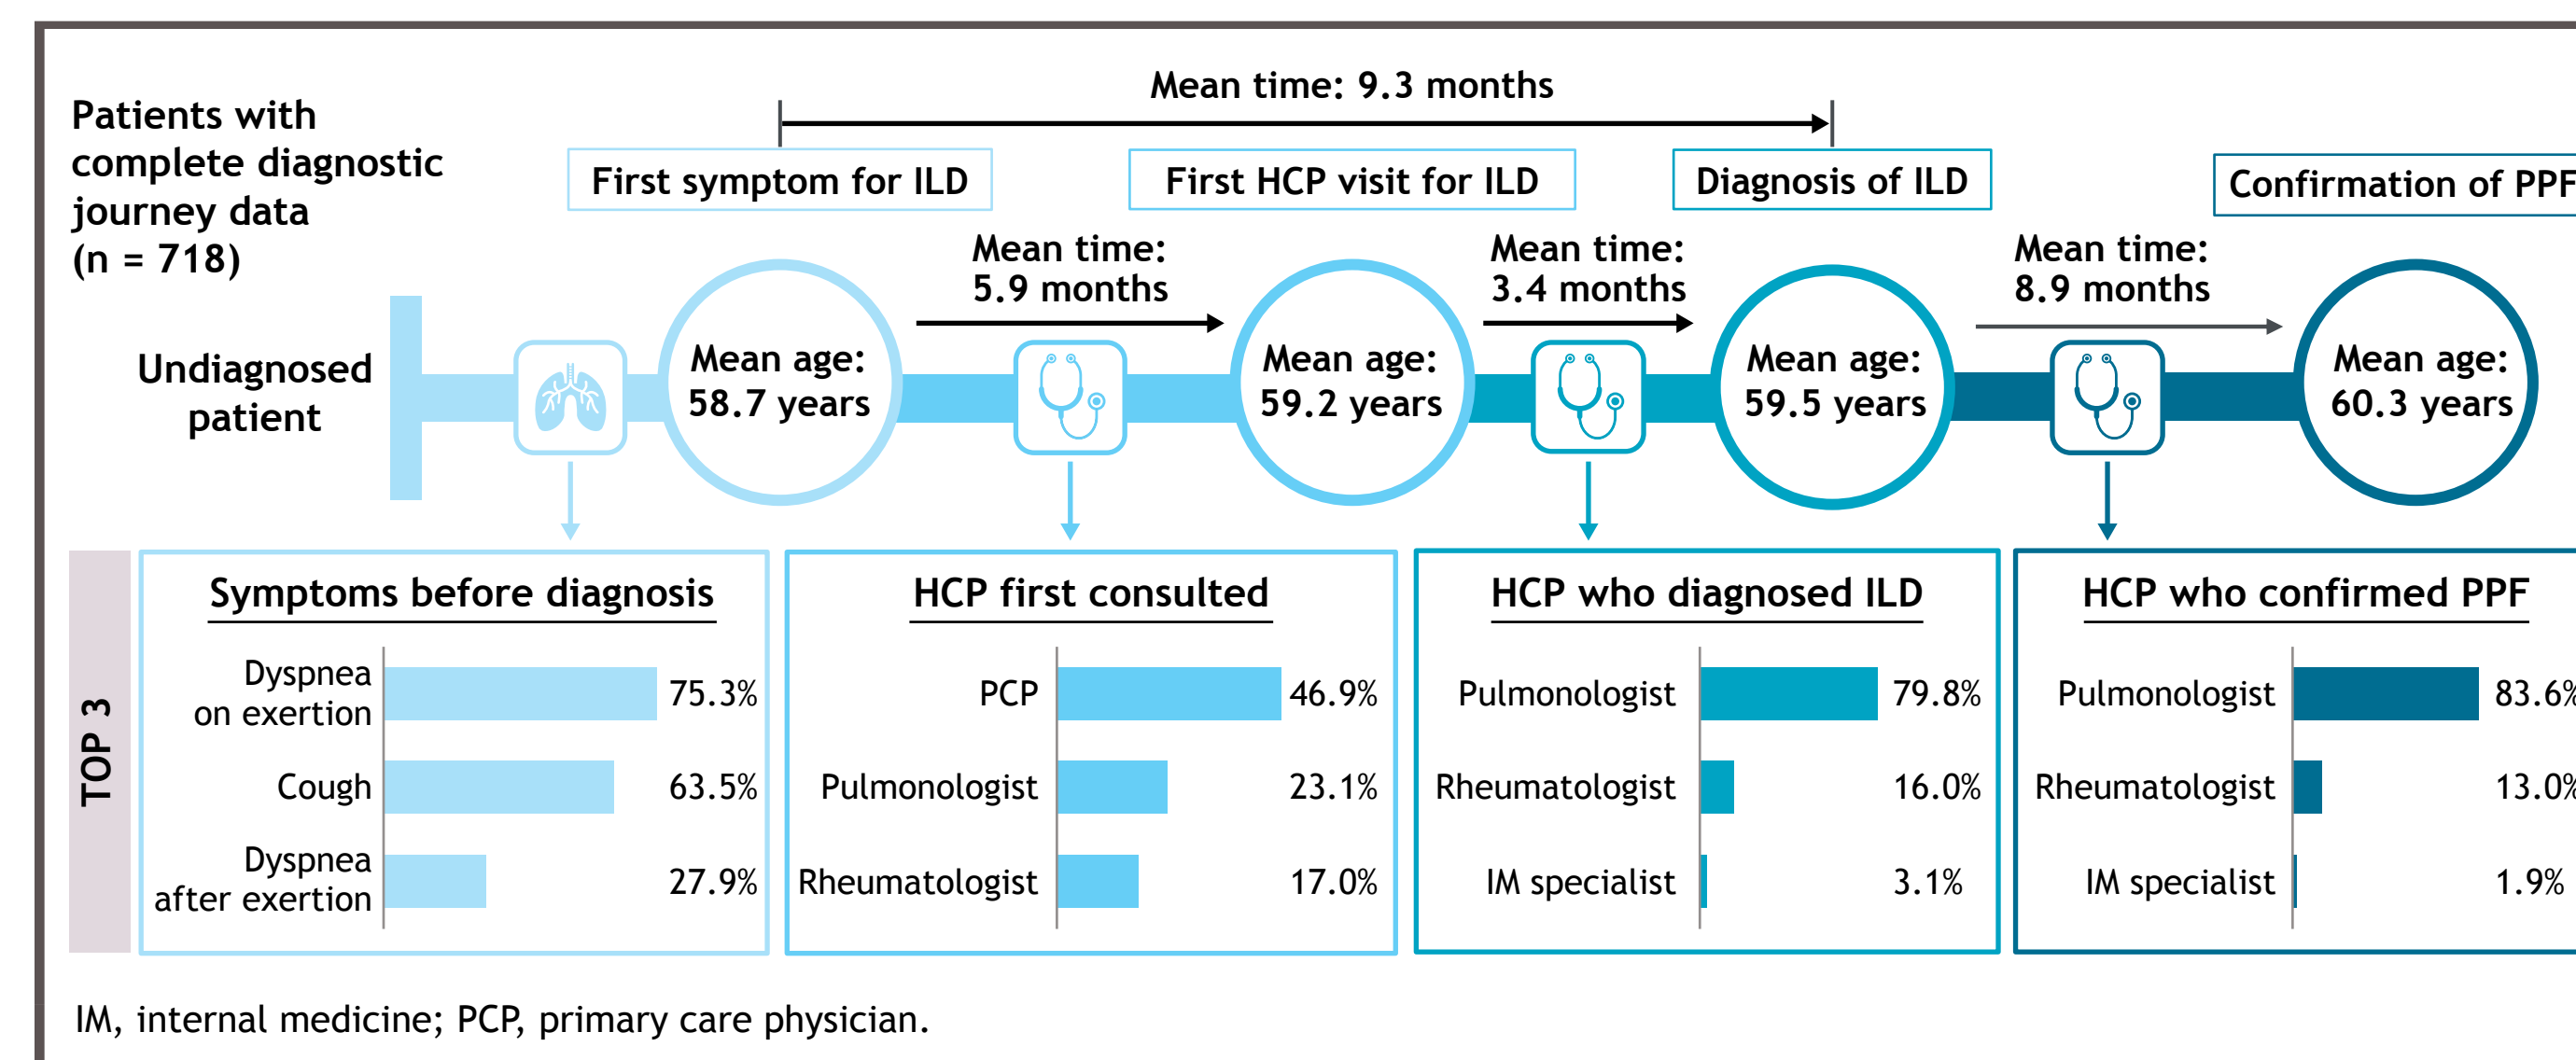 Patients with
complete diagnostic
journey data
(n = 718)
Mean time: 9.3 months
First symptom for ILD
First HCP visit for ILD
Diagnosis of ILD
Confirmation of PPF
Mean time:
5.9 months
Mean time:
3.4 months
Mean time:
8.9 months
Undiagnosed
patient
Mean age:
58.7 years
Mean age:
59.2 years
Mean age:
59.5 years
Mean age:
60.3 years
TOP 3
Symptoms before diagnosis
Dyspnea
on exertion
75.3%
Cough
63.5%
Dyspnea
after exertion
27.9%
HCP first consulted
PCP
46.9%
Pulmonologist
23.1%
Rheumatologist
17.0%
HCP who diagnosed ILD
Pulmonologist
79.8%
Rheumatologist
16.0%
IM specialist
3.1%
HCP who confirmed PPF
Pulmonologist
83.6%
Rheumatologist
13.0%
IM specialist
1.9%
IM, internal medicine; PCP, primary care physician.